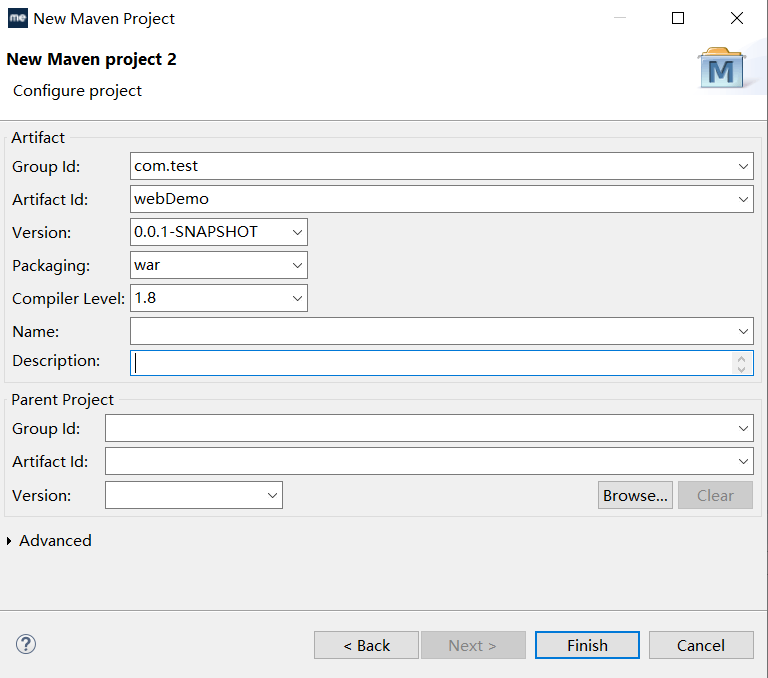 me New Maven Project
New Maven project 2
M
Configure project
Artifact
Group Id: com.test
Artifact Id: webDemo
Version: 0.0.1-SNAPSHOT
Packaging: war
Compiler Level: 1.8
Name:
Description:
Parent Project
Group Id:
Artifact Id:
Version: Browse... Clear
Advanced
? < Back Next > Finish Cancel